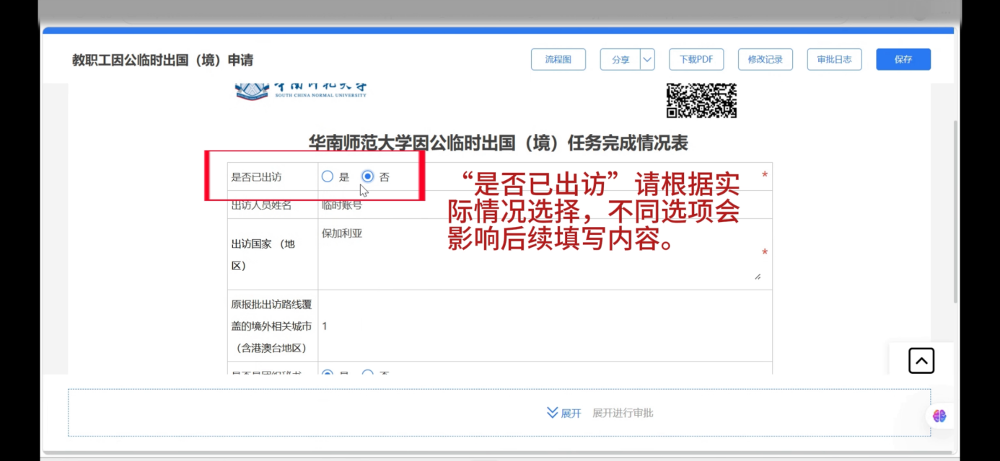 教职工因公临时出国（境）申请
流程图
分享
下载PDF
修改记录
审批日志
保存
SOUTH CHINA NORMAL UNIVERSITY
华南师范大学因公临时出国（境）任务完成情况表
是否已出访
是
否
*
“是否已出访”请根据实
际情况选择，不同选项会
影响后续填写内容。
出访人员姓名
临时账号
出访国家（地
区）
保加利亚
*
原报批出访路线覆
盖的境外相关城市
（含港澳台地区）
1
展开
展开进行审批